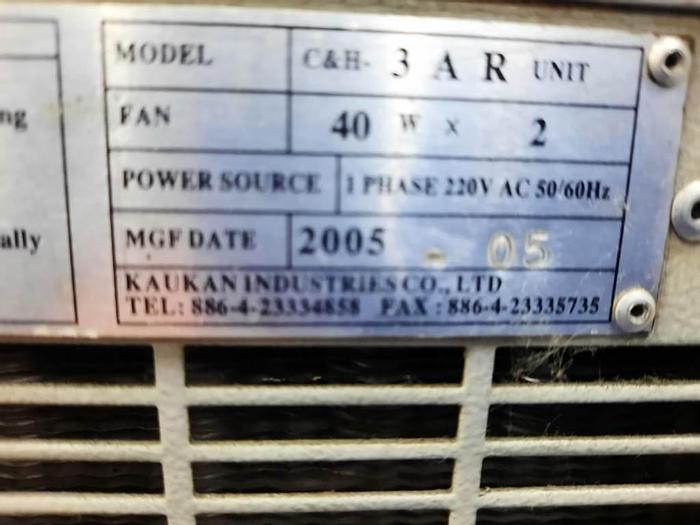 MODEL C&H- 3 A R UNIT
ng
FAN 40 W x 2
POWER SOURCE 1 PHASE 220V AC 50/60Hz
ally
MGF DATE 2005 - 05
KAUKAN INDUSTRIES CO., LTD
TEL: 886-4-23334858 FAX : 886-4-23335735